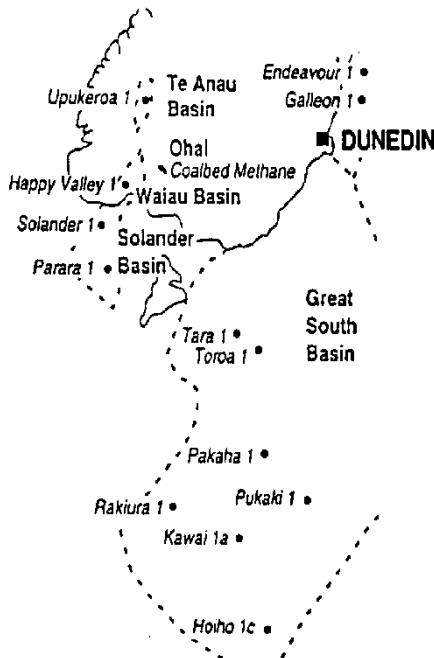 Endeavour 1
Te Anau
Upukeroa 1
Galleon 1
Basin
DUNEDIN
Ohai
Coalbed Methane
Happy Valley 1
Waiau Basin
Solander 1
Solander
Parara 1
Basin
Great
South
Basin
Tara 1
Toroa 1
Pakaha 1
Rakiura 1
Pukaki 1
Kawai 1a
Hoiho 1c